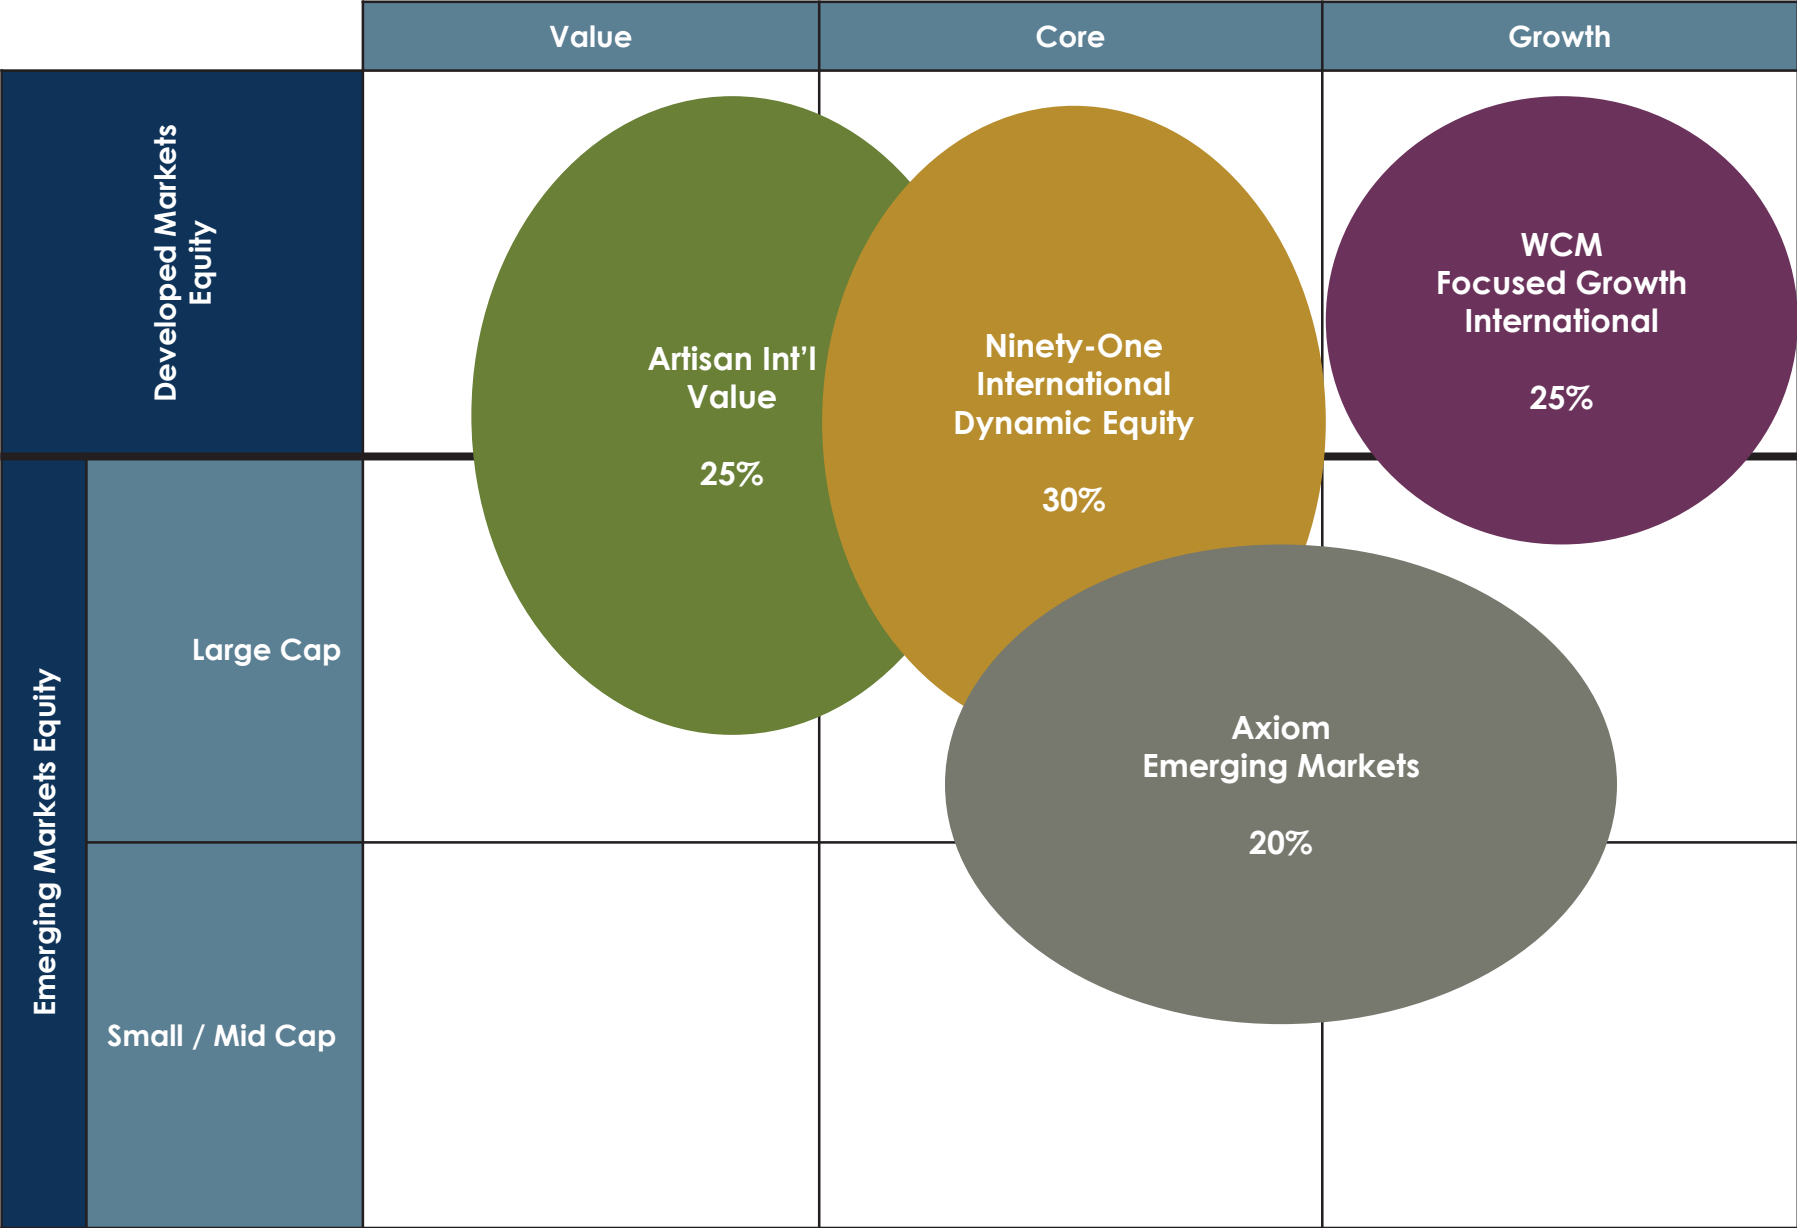 Value
Core
Growth
Developed Markets
Equity
Artisan Int’l
Value
25%
Ninety-One
International
Dynamic Equity
30%
WCM
Focused Growth
International
25%
Emerging Markets Equity
Large Cap
Axiom
Emerging Markets
20%
Small / Mid Cap